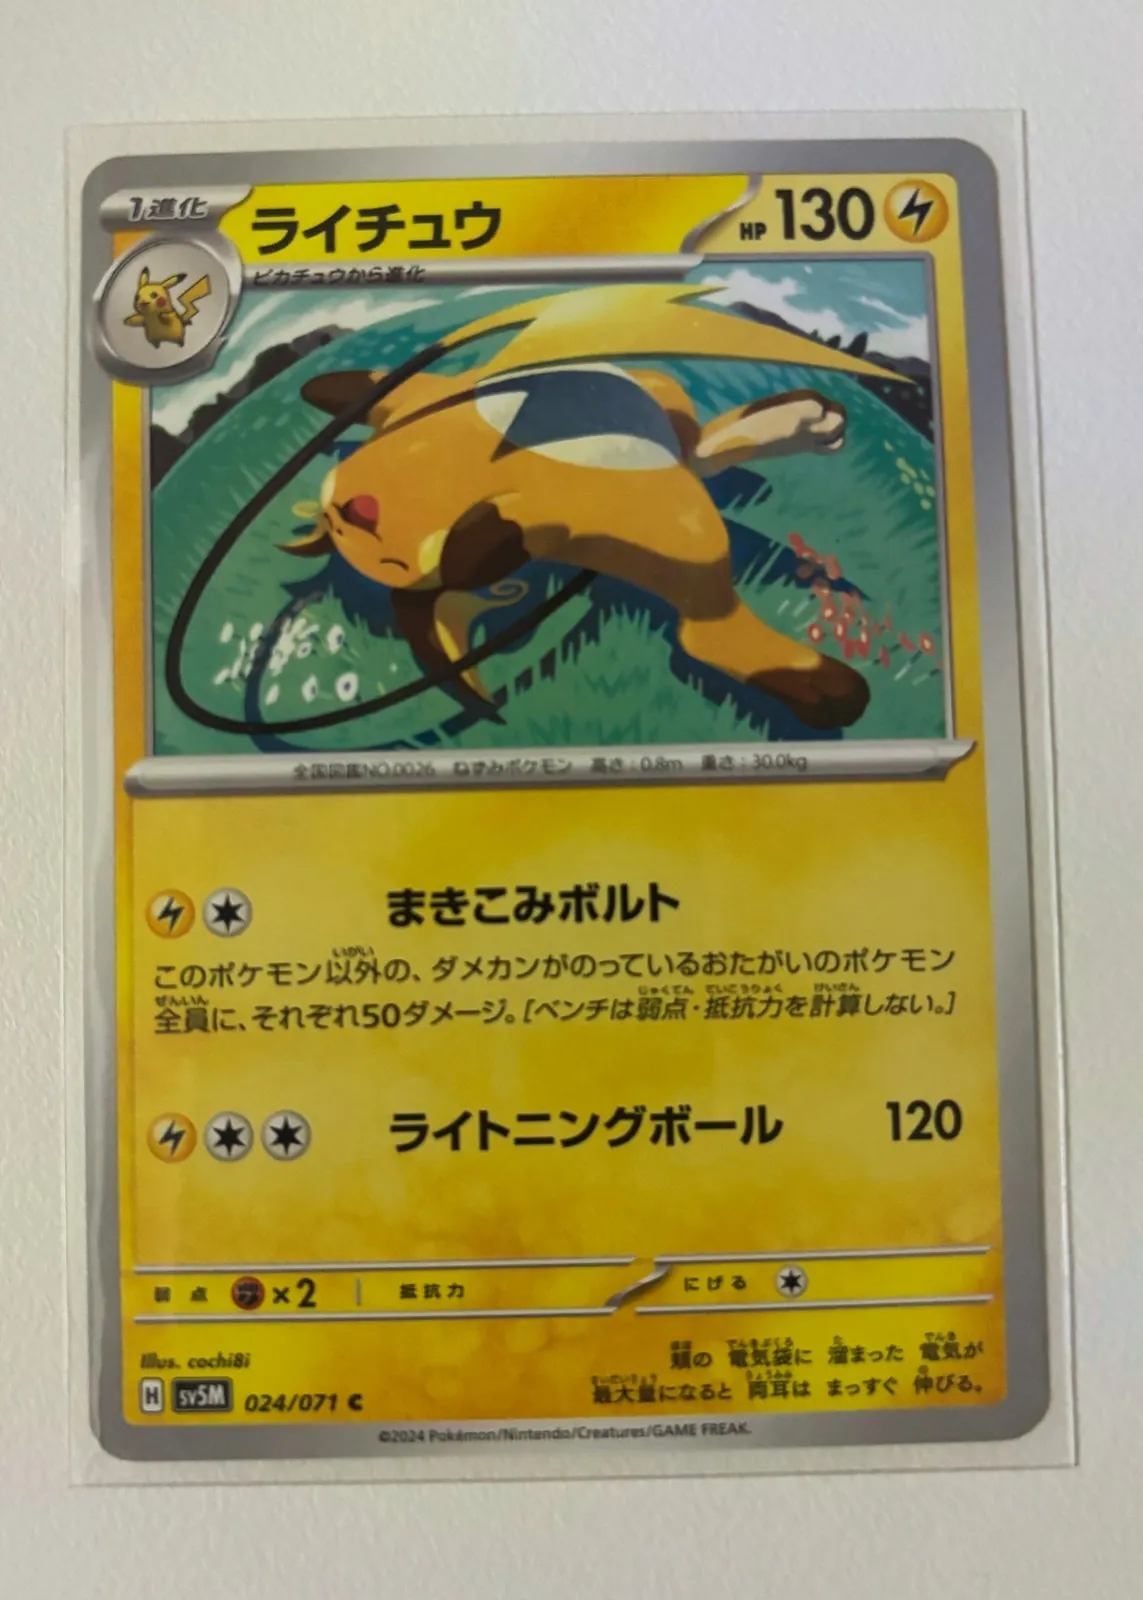 1進化
ライチュウ
HP 130
ピカチュウから進化
全国図鑑NO.0026 ねずみポケモン 高さ：0.8m 重さ：30.0kg
まきこみボルト
このポケモン以外の、ダメカンがのっているおたがいのポケモン
全員に、それぞれ50ダメージ。[ベンチは弱点・抵抗力を計算しない。]
ライトニングボール 120
弱点 ×2 抵抗力 にげる
Illus. cochi8i
頬の 電気袋に 溜まった 電気が
最大量になると 両耳は まっすぐ 伸びる。
H sv5M 024/071 C
©2024 Pokémon/Nintendo/Creatures/GAME FREAK.